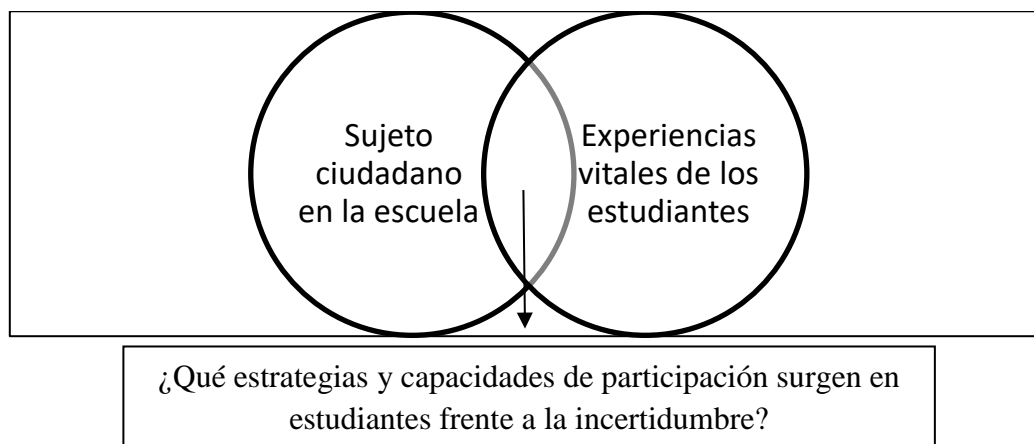 Sujeto
ciudadano
en la escuela
Experiencias
vitales de los
estudiantes
¿Qué estrategias y capacidades de participación surgen en
estudiantes frente a la incertidumbre?